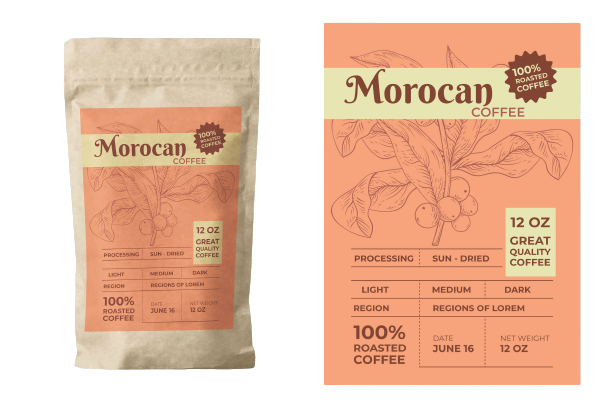 Morocan
COFFEE
100%
ROASTED
COFFEE
12 OZ
GREAT
QUALITY
COFFEE
PROCESSING SUN - DRIED
LIGHT MEDIUM DARK
REGION REGIONS OF LOREM
100%
ROASTED
COFFEE
DATE
JUNE 16
NET WEIGHT
12 OZ
Morocan
COFFEE
100%
ROASTED
COFFEE
12 OZ
GREAT
QUALITY
COFFEE
PROCESSING SUN - DRIED
LIGHT MEDIUM DARK
REGION REGIONS OF LOREM
100%
ROASTED
COFFEE
DATE
JUNE 16
NET WEIGHT
12 OZ